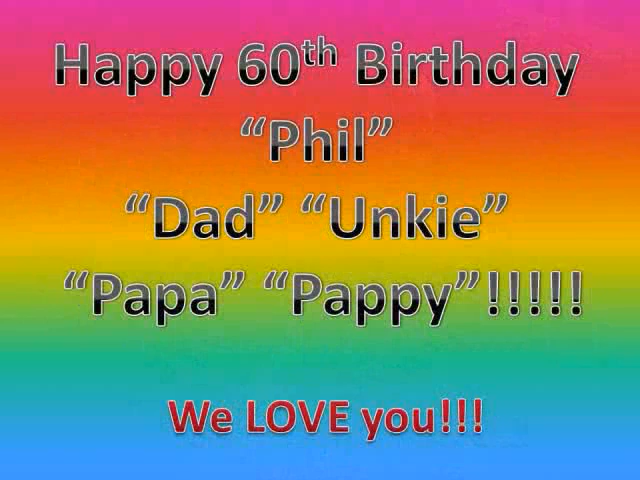 Happy 60th Birthday
“Phil”
“Dad” “Unkie”
“Papa” “Pappy”!!!!!
We LOVE you!!!